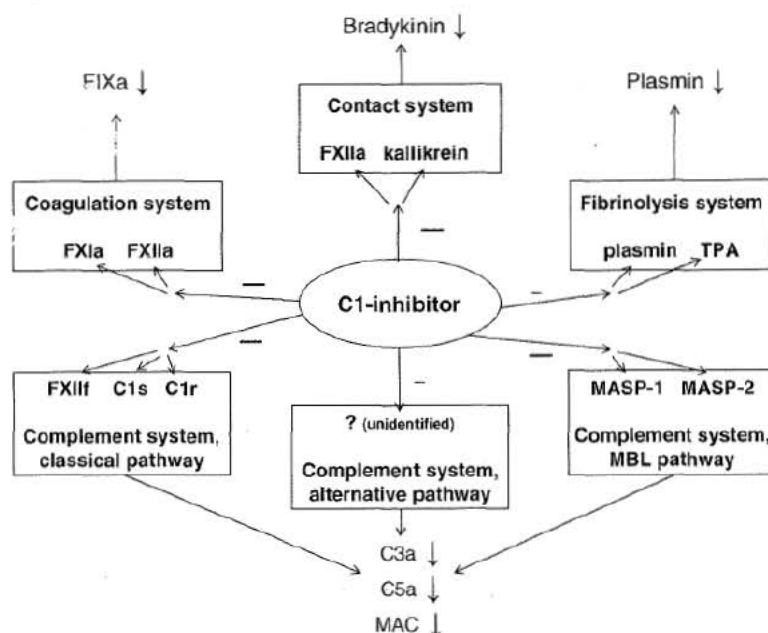 Bradykinin ↓
FIXa ↓
Plasmin ↓
Contact system
FXIIa kallikrein
Coagulation system
FXIa FXIIa
Fibrinolysis system
plasmin TPA
C1-inhibitor
FXIIf C1s C1r
Complement system,
classical pathway
? (unidentified)
Complement system,
alternative pathway
MASP-1 MASP-2
Complement system,
MBL pathway
C3a ↓
C5a ↓
MAC ↓